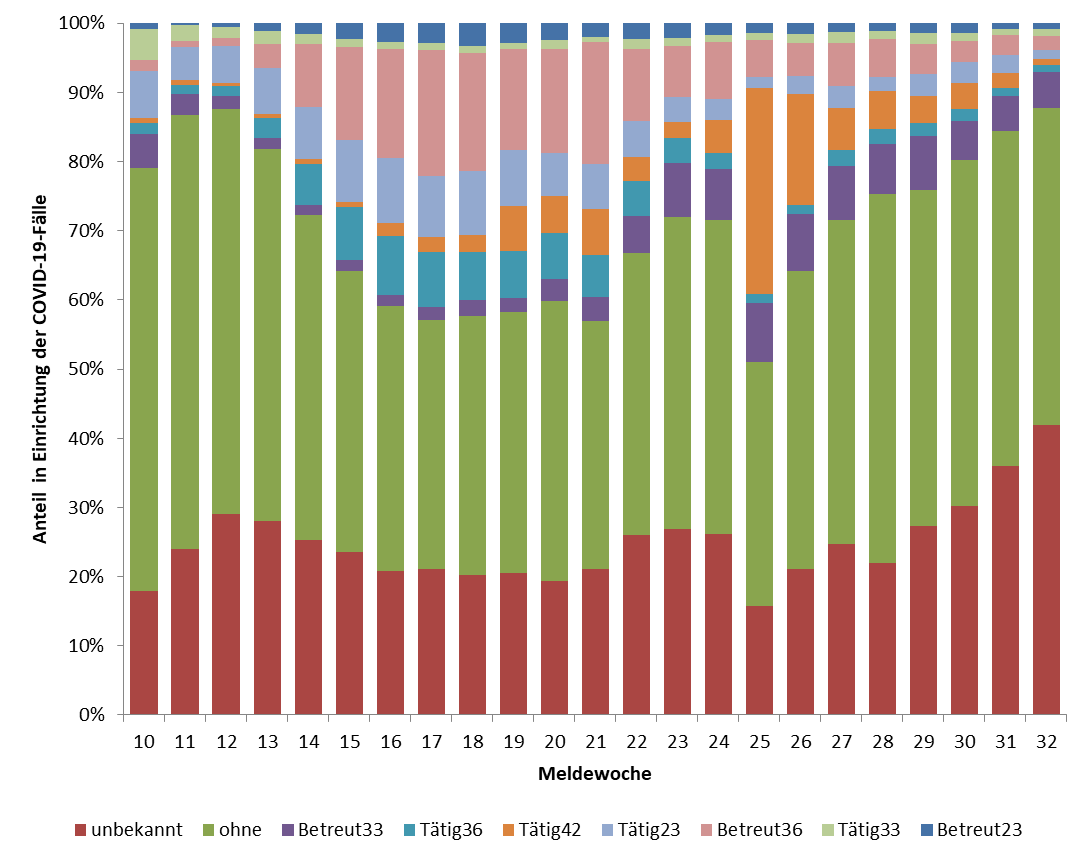 100%
90%
80%
70%
60%
50%
40%
30%
20%
10%
0%
Anteil in Einrichtung der COVID-19-Fälle
10 11 12 13 14 15 16 17 18 19 20 21 22 23 24 25 26 27 28 29 30 31 32
Meldewoche
unbekannt ohne Betreut33 Tätig36 Tätig42 Tätig23 Betreut36 Tätig33 Betreut23